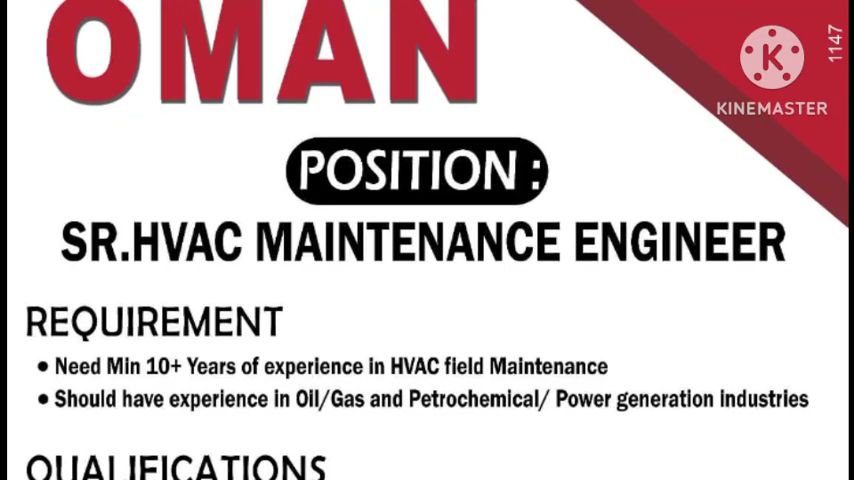 OMAN
K
KINEMASTER
1147
POSITION :
SR.HVAC MAINTENANCE ENGINEER
REQUIREMENT
• Need Min 10+ Years of experience in HVAC field Maintenance
• Should have experience in Oil/Gas and Petrochemical/ Power generation industries
QUALIFICATIONS